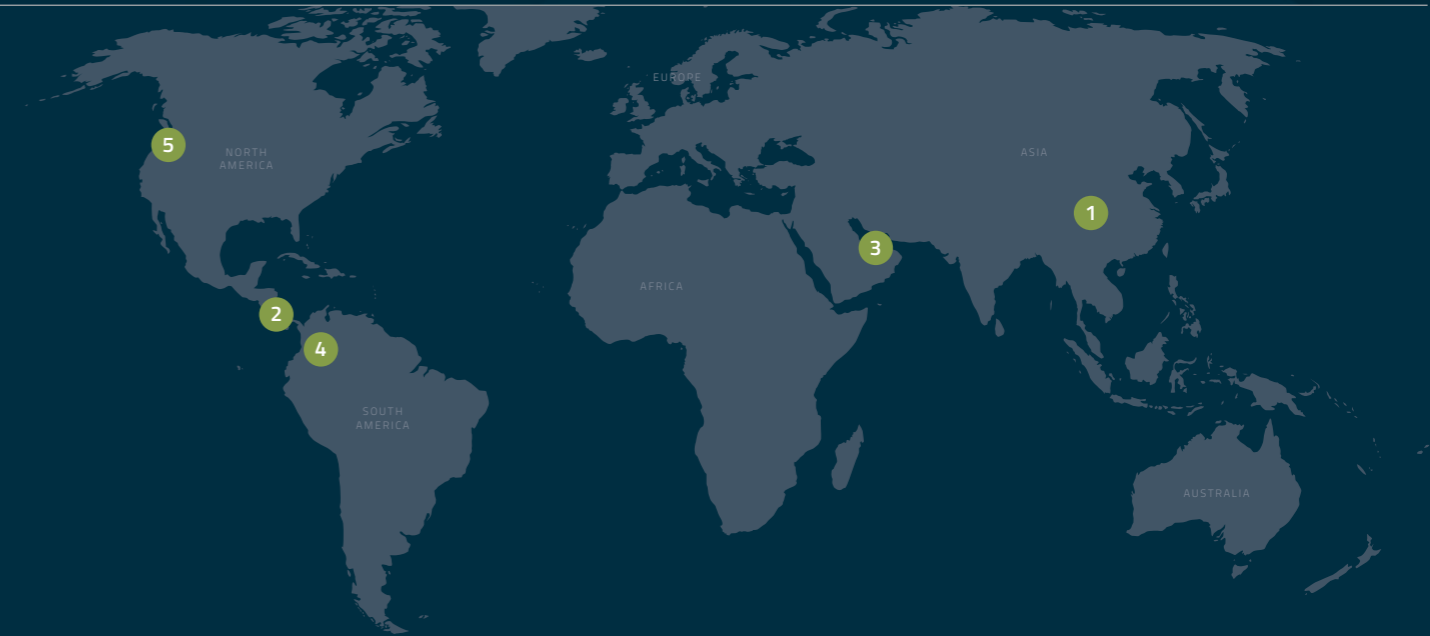 EUROPE
5
NORTH
AMERICA
ASIA
1
3
AFRICA
2
4
SOUTH
AMERICA
AUSTRALIA